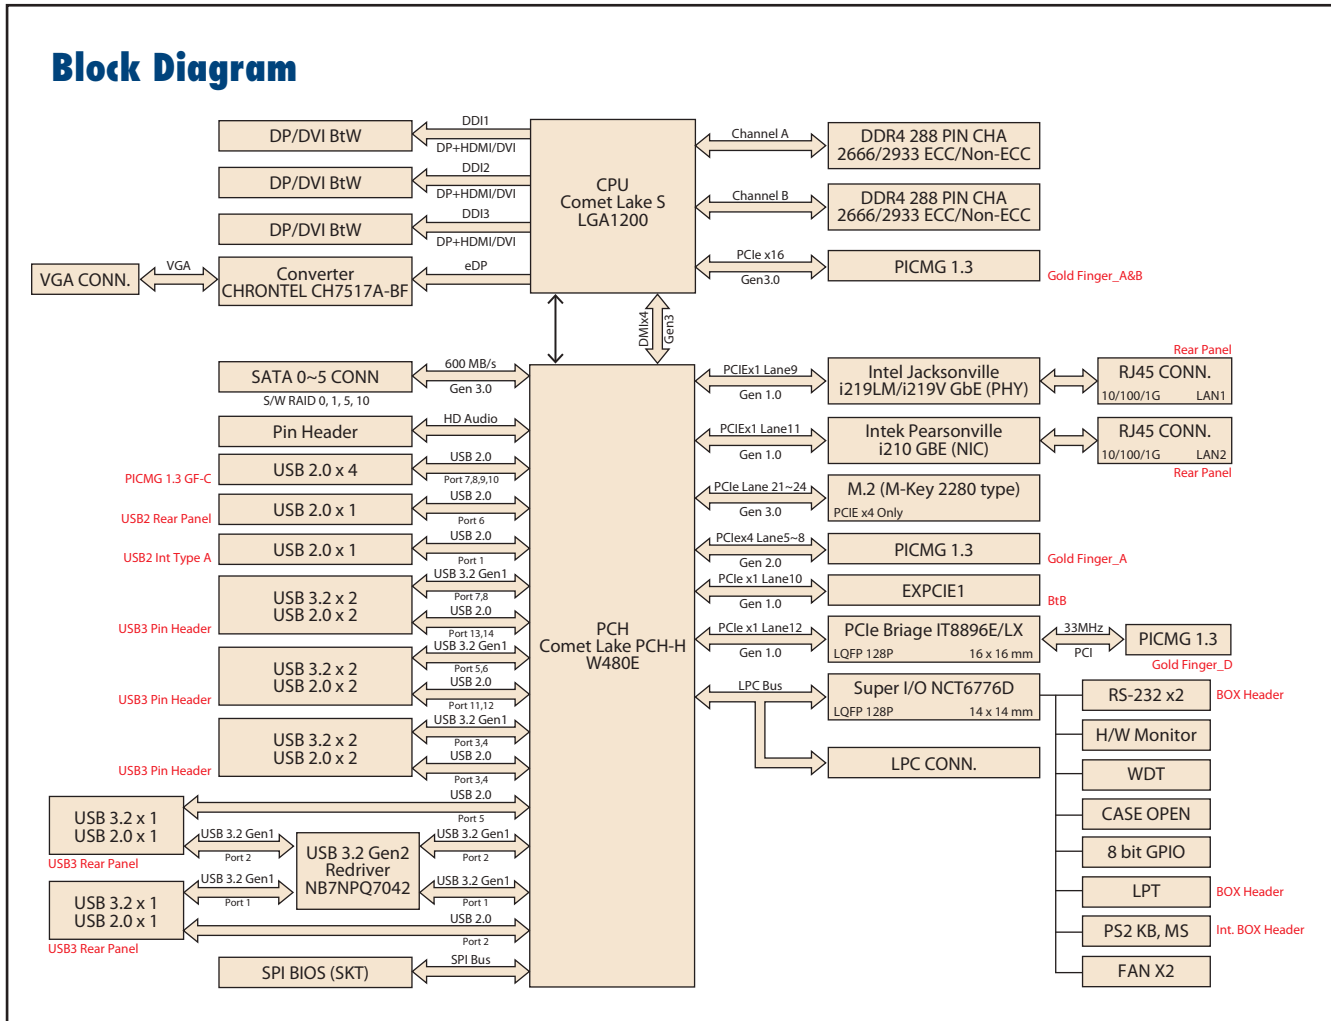 Block Diagram
DP/DVI BtW
DDI1
DP+HDMI/DVI
DP/DVI BtW
DDI2
DP+HDMI/DVI
DP/DVI BtW
DDI3
DP+HDMI/DVI
VGA CONN.
VGA
Converter
CHRONTEL CH7517A-BF
eDP
CPU
Comet Lake S
LGA1200
Channel A
DDR4 288 PIN CHA
2666/2933 ECC/Non-ECC
Channel B
DDR4 288 PIN CHA
2666/2933 ECC/Non-ECC
PCIe x16
Gen3.0
PICMG 1.3
Gold Finger_A&B
DMIx4
Gen3
SATA 0~5 CONN
S/W RAID 0, 1, 5, 10
600 MB/s
Gen 3.0
Pin Header
HD Audio
PICMG 1.3 GF-C
USB 2.0 x 4
USB 2.0
Port 7,8,9,10
USB2 Rear Panel
USB 2.0 x 1
USB 2.0
Port 6
USB2 Int Type A
USB 2.0 x 1
USB 2.0
Port 1
USB3 Pin Header
USB 3.2 x 2
USB 2.0 x 2
USB 3.2 Gen1
Port 7,8
USB 2.0
Port 13,14
USB3 Pin Header
USB 3.2 x 2
USB 2.0 x 2
USB 3.2 Gen1
Port 5,6
USB 2.0
Port 11,12
USB3 Pin Header
USB 3.2 x 2
USB 2.0 x 2
USB 3.2 Gen1
Port 3,4
USB 2.0
Port 3,4
USB 3.2 x 1
USB 2.0 x 1
USB3 Rear Panel
USB 2.0
Port 5
USB 3.2 Gen1
Port 2
USB 3.2 Gen2
Redriver
NB7NPQ7042
USB 3.2 Gen1
Port 2
USB 3.2 x 1
USB 2.0 x 1
USB3 Rear Panel
USB 3.2 Gen1
Port 1
USB 3.2 Gen1
Port 1
USB 2.0
Port 2
SPI BIOS (SKT)
SPI Bus
PCH
Comet Lake PCH-H
W480E
PCIEx1 Lane9
Gen 1.0
Intel Jacksonville
i219LM/i219V GbE (PHY)
Rear Panel
RJ45 CONN.
10/100/1G LAN1
PCIEx1 Lane11
Gen 1.0
Intek Pearsonville
i210 GBE (NIC)
RJ45 CONN.
10/100/1G LAN2
Rear Panel
PCIe Lane 21~24
Gen 3.0
M.2 (M-Key 2280 type)
PCIE x4 Only
PCIex4 Lane5~8
Gen 2.0
PICMG 1.3
Gold Finger_A
PCIe x1 Lane10
Gen 1.0
EXPCIE1
BtB
PCIe x1 Lane12
Gen 1.0
PCIe Briage IT8896E/LX
LQFP 128P 16 x 16 mm
33MHz
PCI
PICMG 1.3
Gold Finger_D
LPC Bus
Super I/O NCT6776D
LQFP 128P 14 x 14 mm
LPC CONN.
RS-232 x2
BOX Header
H/W Monitor
WDT
CASE OPEN
8 bit GPIO
LPT
BOX Header
PS2 KB, MS
Int. BOX Header
FAN X2